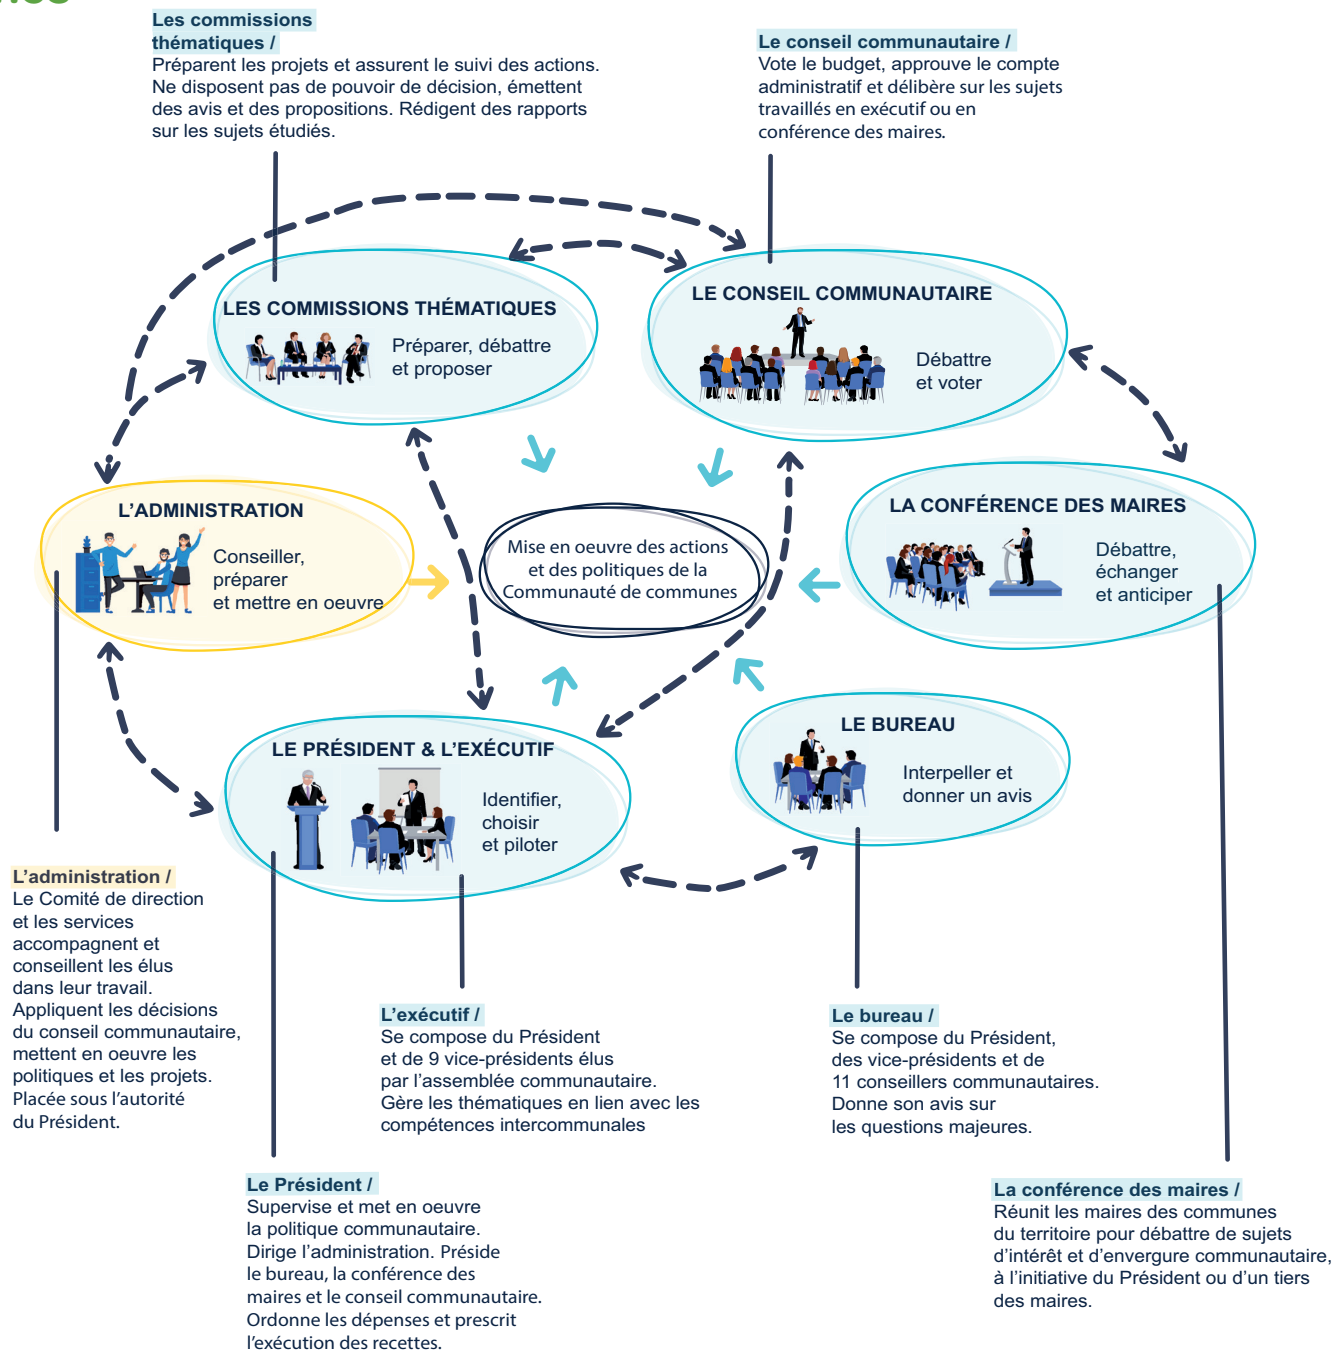 Les commissions
thématiques /
Préparent les projets et assurent le suivi des actions.
Ne disposent pas de pouvoir de décision, émettent
des avis et des propositions. Rédigent des rapports
sur les sujets étudiés.
Le conseil communautaire /
Vote le budget, approuve le compte
administratif et délibère sur les sujets
travaillés en exécutif ou en
conférence des maires.
LES COMMISSIONS THÉMATIQUES
Préparer, débattre
et proposer
LE CONSEIL COMMUNAUTAIRE
Débattre
et voter
L'ADMINISTRATION
Conseiller,
préparer
et mettre en oeuvre
Mise en oeuvre des actions
et des politiques de la
Communauté de communes
LA CONFÉRENCE DES MAIRES
Débattre,
échanger
et anticiper
LE PRÉSIDENT & L'EXÉCUTIF
Identifier,
choisir
et piloter
LE BUREAU
Interpeller et
donner un avis
L'administration /
Le Comité de direction
et les services
accompagnent et
conseillent les élus
dans leur travail.
Appliquent les décisions
du conseil communautaire,
mettent en oeuvre les
politiques et les projets.
Placée sous l'autorité
du Président.
L'exécutif /
Se compose du Président
et de 9 vice-présidents élus
par l'assemblée communautaire.
Gère les thématiques en lien avec les
compétences intercommunales
Le bureau /
Se compose du Président,
des vice-présidents et de
11 conseillers communautaires.
Donne son avis sur
les questions majeures.
Le Président /
Supervise et met en oeuvre
la politique communautaire.
Dirige l'administration. Préside
le bureau, la conférence des
maires et le conseil communautaire.
Ordonne les dépenses et prescrit
l'exécution des recettes.
La conférence des maires /
Réunit les maires des communes
du territoire pour débattre de sujets
d'intérêt et d'envergure communautaire,
à l'initiative du Président ou d'un tiers
des maires.